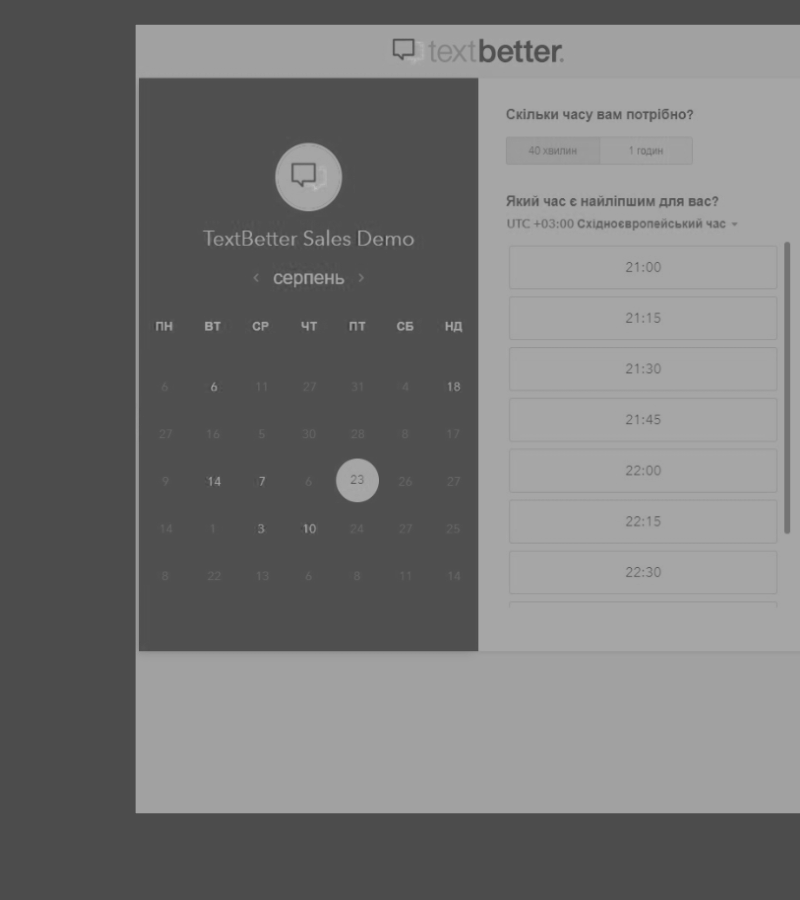 textbetter.
TextBetter Sales Demo
‹ серпень ›
ПН ВТ СР ЧТ ПТ СБ НД
6 6 11 27 31 4 18
27 16 5 30 28 8 17
9 14 7 6 23 26 27
14 1 3 10 24 27 25
8 22 13 6 8 11 14
Скільки часу вам потрібно?
40 хвилин 1 годин
Який час є найліпшим для вас?
UTC +03:00 Східноєвропейський час
21:00
21:15
21:30
21:45
22:00
22:15
22:30